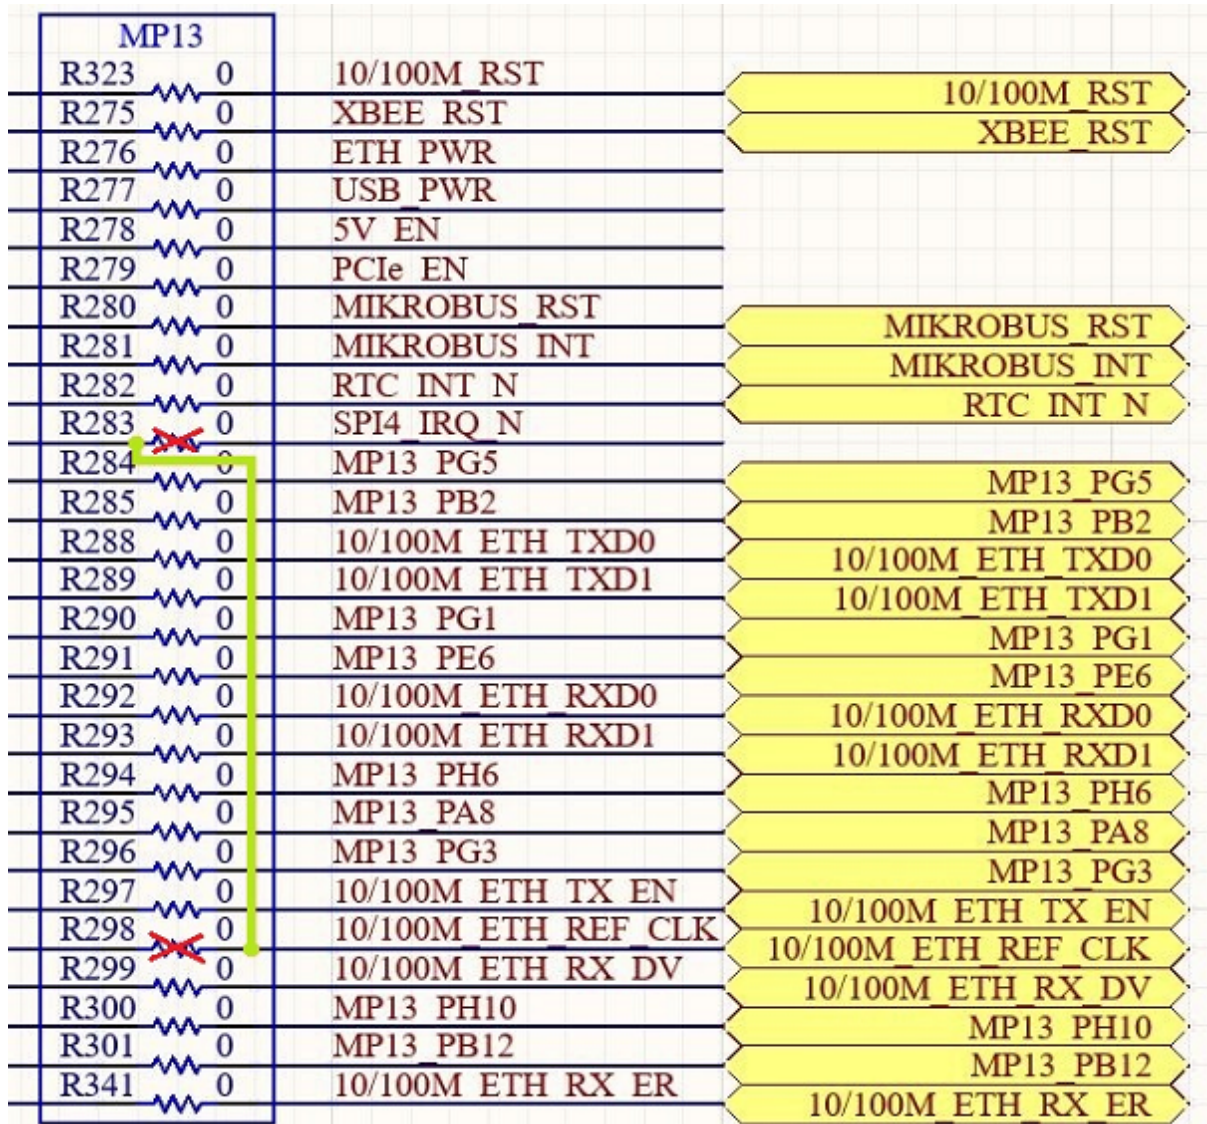 MP13
R323 0 10/100M_RST 10/100M_RST
R275 0 XBEE_RST XBEE_RST
R276 0 ETH_PWR
R277 0 USB_PWR
R278 0 5V_EN
R279 0 PCIe_EN
R280 0 MIKROBUS_RST MIKROBUS_RST
R281 0 MIKROBUS_INT MIKROBUS_INT
R282 0 RTC_INT_N RTC_INT_N
R283 0 SPI4_IRQ_N
R284 0 MP13_PG5 MP13_PG5
R285 0 MP13_PB2 MP13_PB2
R288 0 10/100M_ETH_TXD0 10/100M_ETH_TXD0
R289 0 10/100M_ETH_TXD1 10/100M_ETH_TXD1
R290 0 MP13_PG1 MP13_PG1
R291 0 MP13_PE6 MP13_PE6
R292 0 10/100M_ETH_RXD0 10/100M_ETH_RXD0
R293 0 10/100M_ETH_RXD1 10/100M_ETH_RXD1
R294 0 MP13_PH6 MP13_PH6
R295 0 MP13_PA8 MP13_PA8
R296 0 MP13_PG3 MP13_PG3
R297 0 10/100M_ETH_TX_EN 10/100M_ETH_TX_EN
R298 0 10/100M_ETH_REF_CLK 10/100M_ETH_REF_CLK
R299 0 10/100M_ETH_RX_DV 10/100M_ETH_RX_DV
R300 0 MP13_PH10 MP13_PH10
R301 0 MP13_PB12 MP13_PB12
R341 0 10/100M_ETH_RX_ER 10/100M_ETH_RX_ER